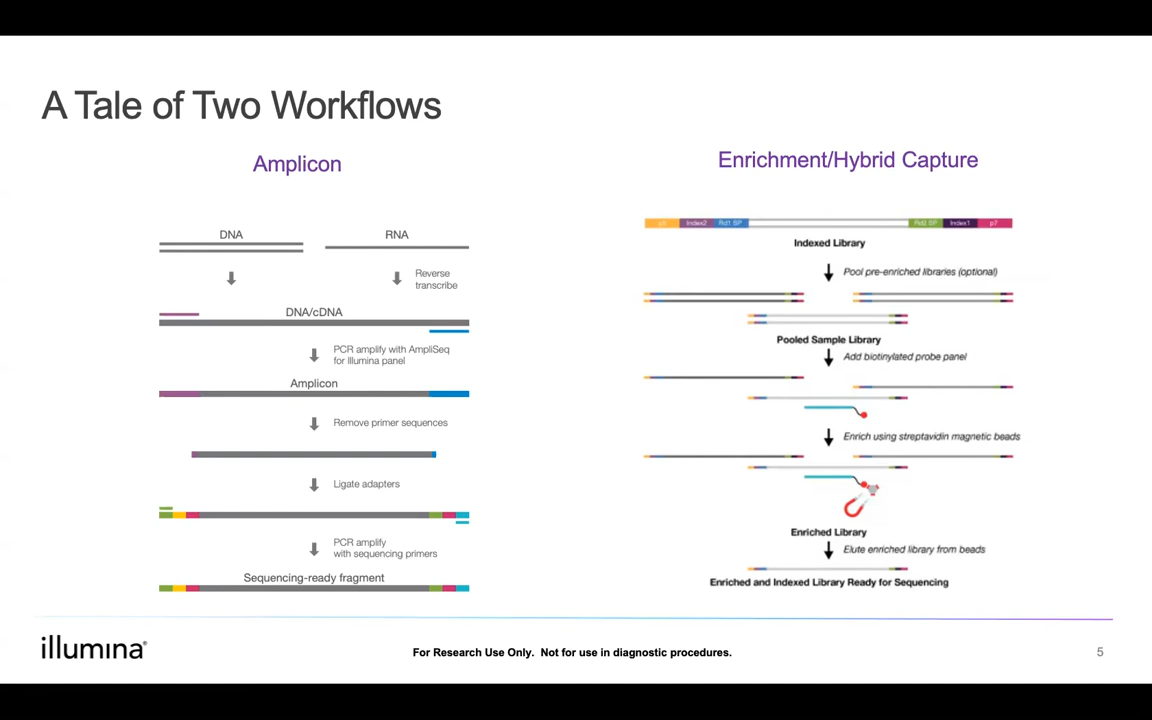 A Tale of Two Workflows
Amplicon
DNA
RNA
Reverse
transcribe
DNA/cDNA
PCR amplify with AmpliSeq
for Illumina panel
Amplicon
Remove primer sequences
Ligate adapters
PCR amplify
with sequencing primers
Sequencing-ready fragment
Enrichment/Hybrid Capture
p5 Index2 Rd1 SP Rd2 SP Index1 p7
Indexed Library
Pool pre-enriched libraries (optional)
Pooled Sample Library
Add biotinylated probe panel
Enrich using streptavidin magnetic beads
Enriched Library
Elute enriched library from beads
Enriched and Indexed Library Ready for Sequencing
illumina®
For Research Use Only. Not for use in diagnostic procedures.
5